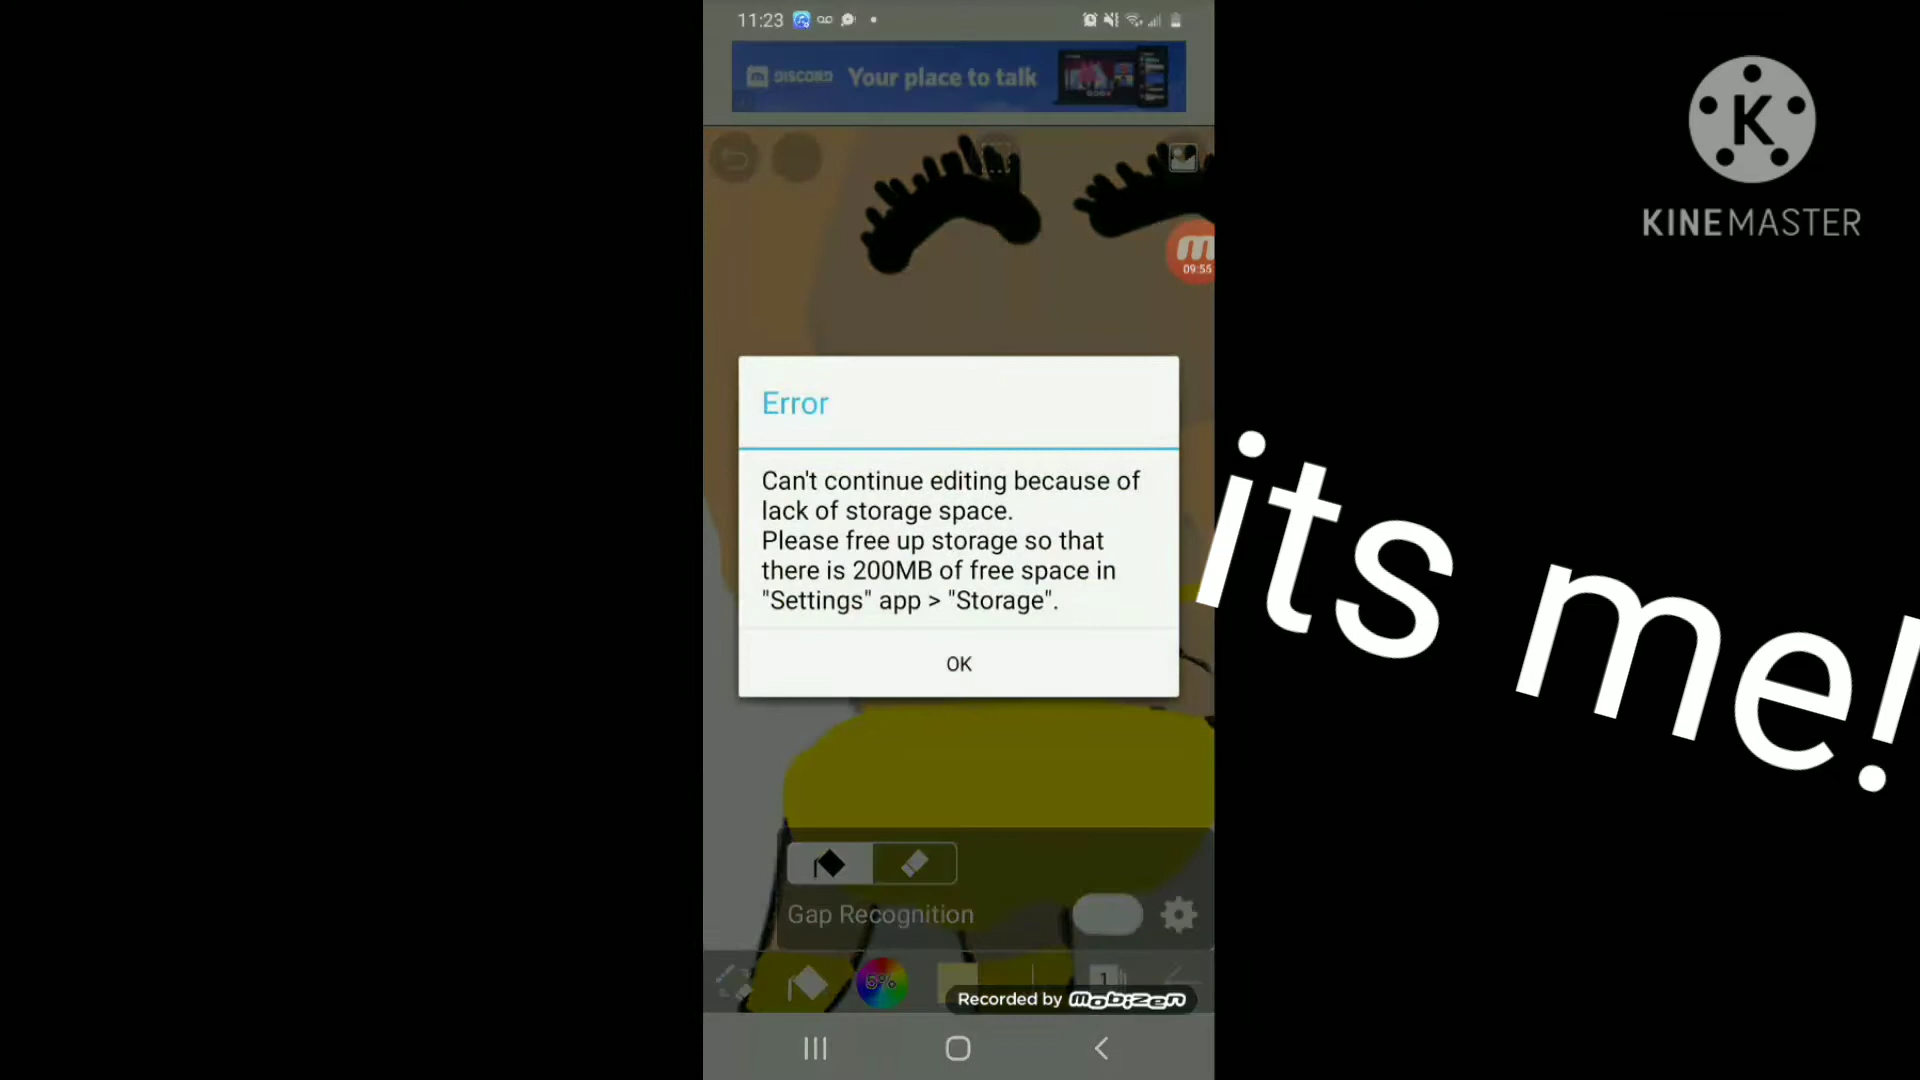 11:23
DISCORD Your place to talk
K
KINEMASTER
09:55
Error
Can't continue editing because of
lack of storage space.
Please free up storage so that
there is 200MB of free space in
"Settings" app > "Storage".
OK
its me!
Gap Recognition
5%
1
Recorded by Mobizen